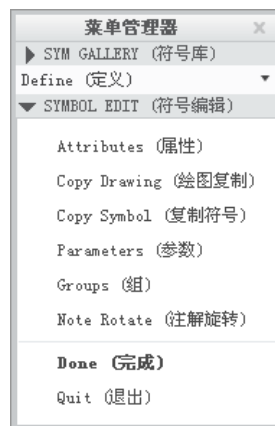 菜单管理器
SYM GALLERY (符号库)
Define (定义)
SYMBOL EDIT (符号编辑)
Attributes (属性)
Copy Drawing (绘图复制)
Copy Symbol (复制符号)
Parameters (参数)
Groups (组)
Note Rotate (注解旋转)
Done (完成)
Quit (退出)